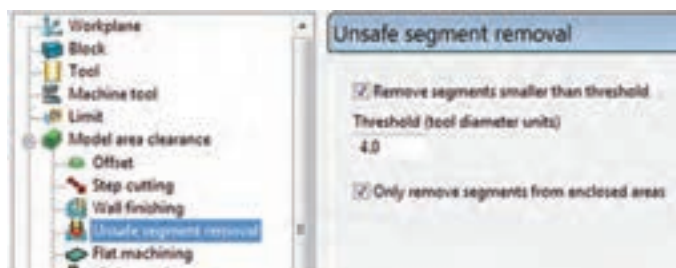 Workplane
Block
Tool
Machine tool
Limit
Model area clearance
Offset
Step cutting
Wall finishing
Unsafe segment removal
Flat machining
Unsafe segment removal
Remove segments smaller than threshold
Threshold (tool diameter units)
4.0
Only remove segments from enclosed areas